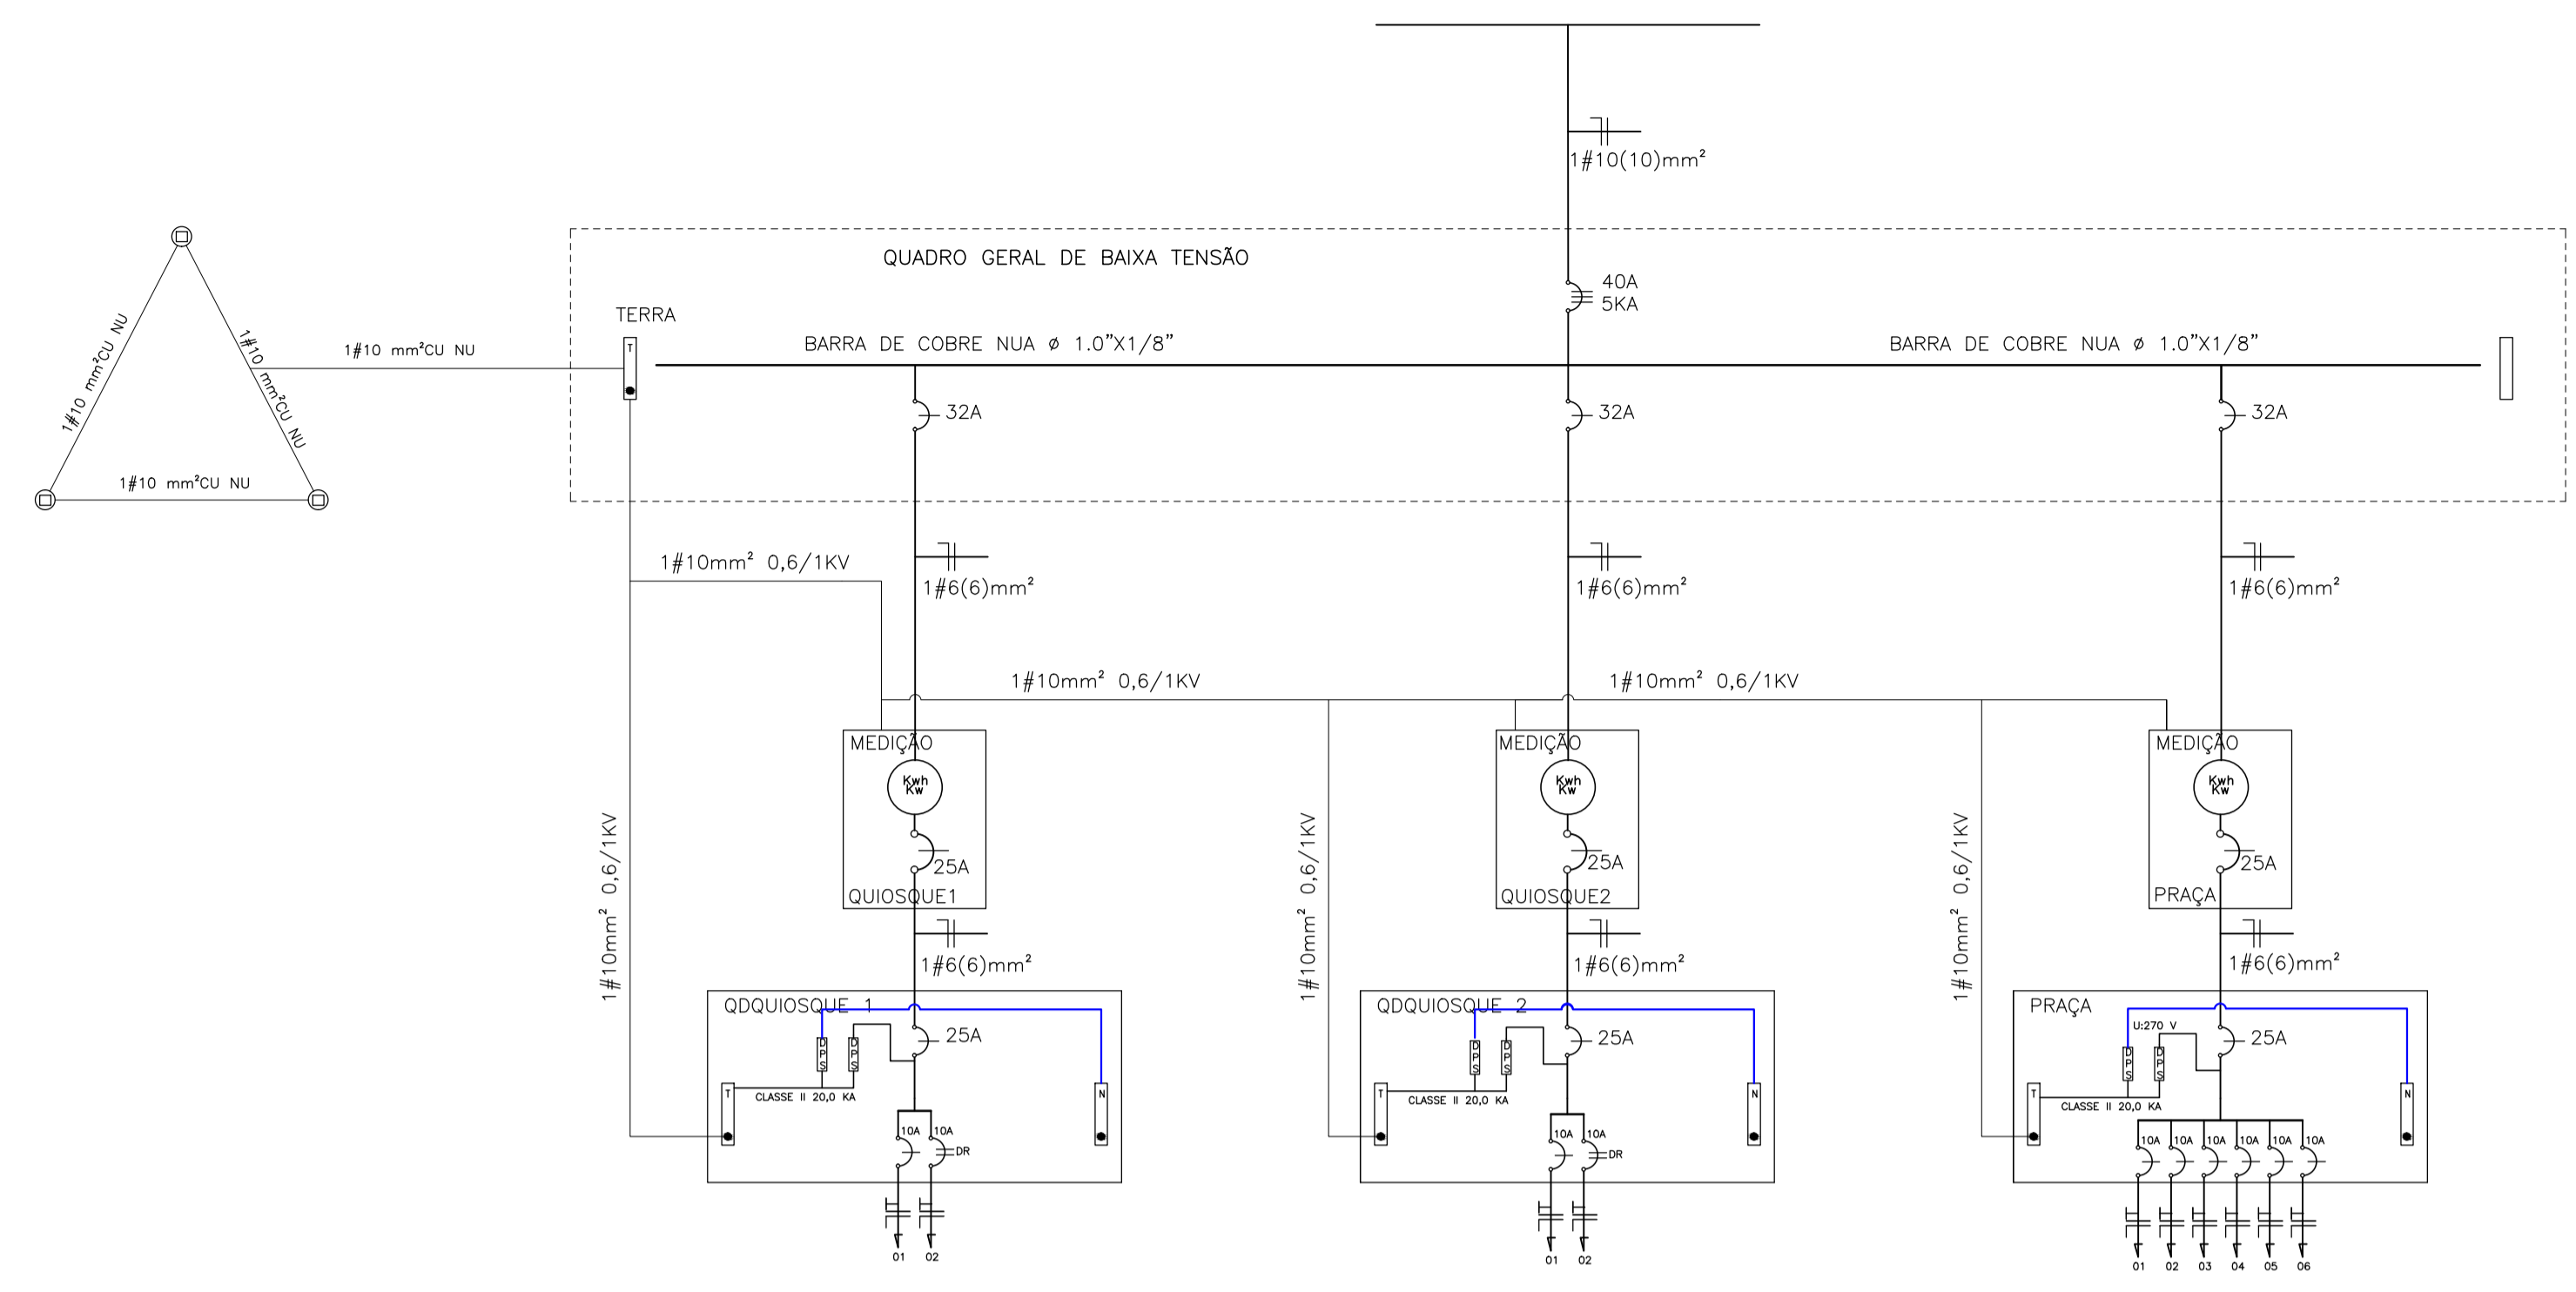 1#10(10)mm²
QUADRO GERAL DE BAIXA TENSÃO
40A
5KA
TERRA
T
BARRA DE COBRE NUA ø 1.0"X1/8"
BARRA DE COBRE NUA ø 1.0"X1/8"
1#10 mm²CU NU
1#10 mm²CU NU
1#10 mm²CU NU
1#10 mm²CU NU
32A
32A
32A
1#10mm² 0,6/1KV
1#6(6)mm²
1#6(6)mm²
1#6(6)mm²
1#10mm² 0,6/1KV
1#10mm² 0,6/1KV
MEDIÇÃO
Kwh
Kw
25A
QUIOSQUE1
MEDIÇÃO
Kwh
Kw
25A
QUIOSQUE2
MEDIÇÃO
Kwh
Kw
25A
PRAÇA
1#10mm² 0,6/1KV
1#10mm² 0,6/1KV
1#10mm² 0,6/1KV
1#6(6)mm²
1#6(6)mm²
1#6(6)mm²
QDQUIOSQUE 1
25A
DPS
DPS
T
CLASSE II 20,0 KA
N
10A
10A
DR
01
02
QDQUIOSQUE 2
25A
DPS
DPS
T
CLASSE II 20,0 KA
N
10A
10A
DR
01
02
PRAÇA
U:270 V
25A
DPS
DPS
T
CLASSE II 20,0 KA
N
10A
10A
10A
10A
10A
10A
01
02
03
04
05
06